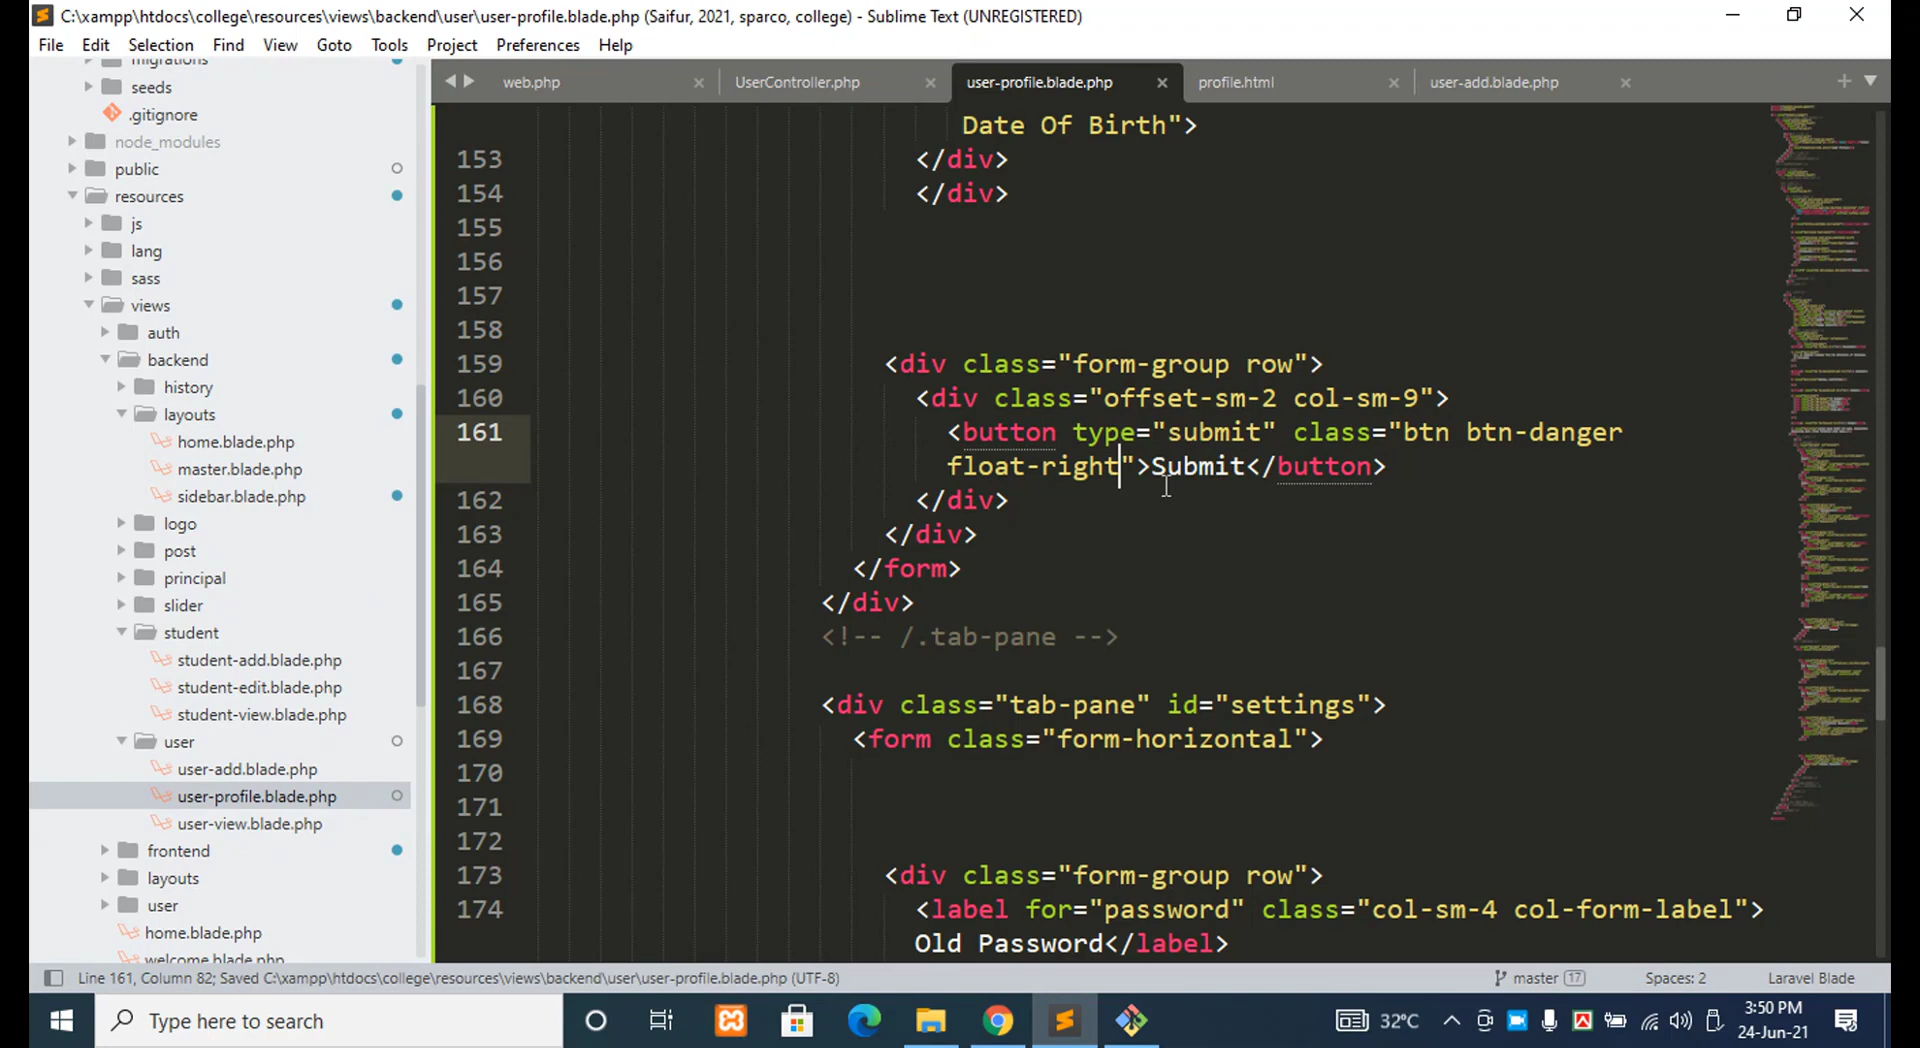 C:\xampp\htdocs\college\resources\views\backend\user\user-profile.blade.php (Saifur, 2021, sparco, college) - Sublime Text (UNREGISTERED)
File Edit Selection Find View Goto Tools Project Preferences Help
web.php UserController.php user-profile.blade.php profile.html user-add.blade.php
migrations
seeds
.gitignore
node_modules
public
resources
js
lang
sass
views
auth
backend
history
layouts
home.blade.php
master.blade.php
sidebar.blade.php
logo
post
principal
slider
student
student-add.blade.php
student-edit.blade.php
student-view.blade.php
user
user-add.blade.php
user-profile.blade.php
user-view.blade.php
frontend
layouts
user
home.blade.php
welcome.blade.php
Date Of Birth">
153 </div>
154 </div>
155
156
157
158
159 <div class="form-group row">
160 <div class="offset-sm-2 col-sm-9">
161 <button type="submit" class="btn btn-danger
float-right">Submit</button>
162 </div>
163 </div>
164 </form>
165 </div>
166 <!-- /.tab-pane -->
167
168 <div class="tab-pane" id="settings">
169 <form class="form-horizontal">
170
171
172
173 <div class="form-group row">
174 <label for="password" class="col-sm-4 col-form-label">
Old Password</label>
Line 161, Column 82; Saved C:\xampp\htdocs\college\resources\views\backend\user\user-profile.blade.php (UTF-8) master 17 Spaces: 2 Laravel Blade
Type here to search 32°C 3:50 PM
24-Jun-21